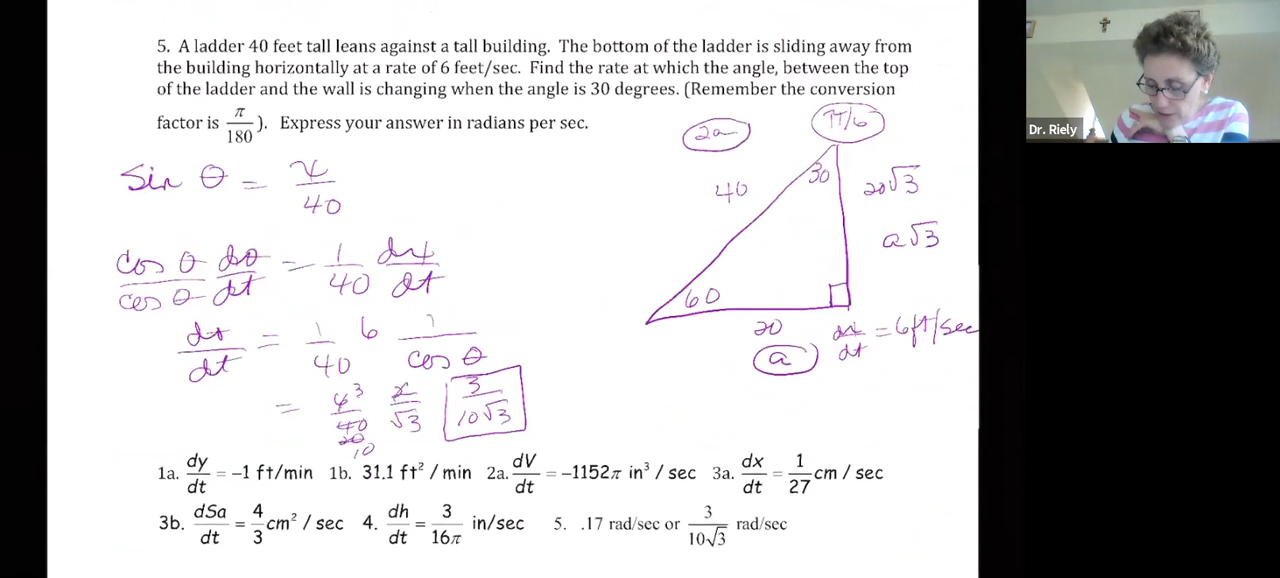 5. A ladder 40 feet tall leans against a tall building. The bottom of the ladder is sliding away from
the building horizontally at a rate of 6 feet/sec. Find the rate at which the angle, between the top
of the ladder and the wall is changing when the angle is 30 degrees. (Remember the conversion
factor is π/180 ). Express your answer in radians per sec.
2a
π/6
sin θ = x/40
40
30
20√3
a√3
cos θ/cos θ dθ/dt = 1/40 dx/dt
60
20
a
dx/dt = 6ft/sec
dθ/dt = 1/40 6 1/cos θ
= 6 3/40 20 10 2/√3 3/10√3
1a. dy/dt = -1 ft/min 1b. 31.1 ft² / min 2a. dV/dt = -1152π in³ / sec 3a. dx/dt = 1/27 cm / sec
3b. dSa/dt = 4/3 cm² / sec 4. dh/dt = 3/16π in/sec 5. .17 rad/sec or 3/10√3 rad/sec
Dr. Riely